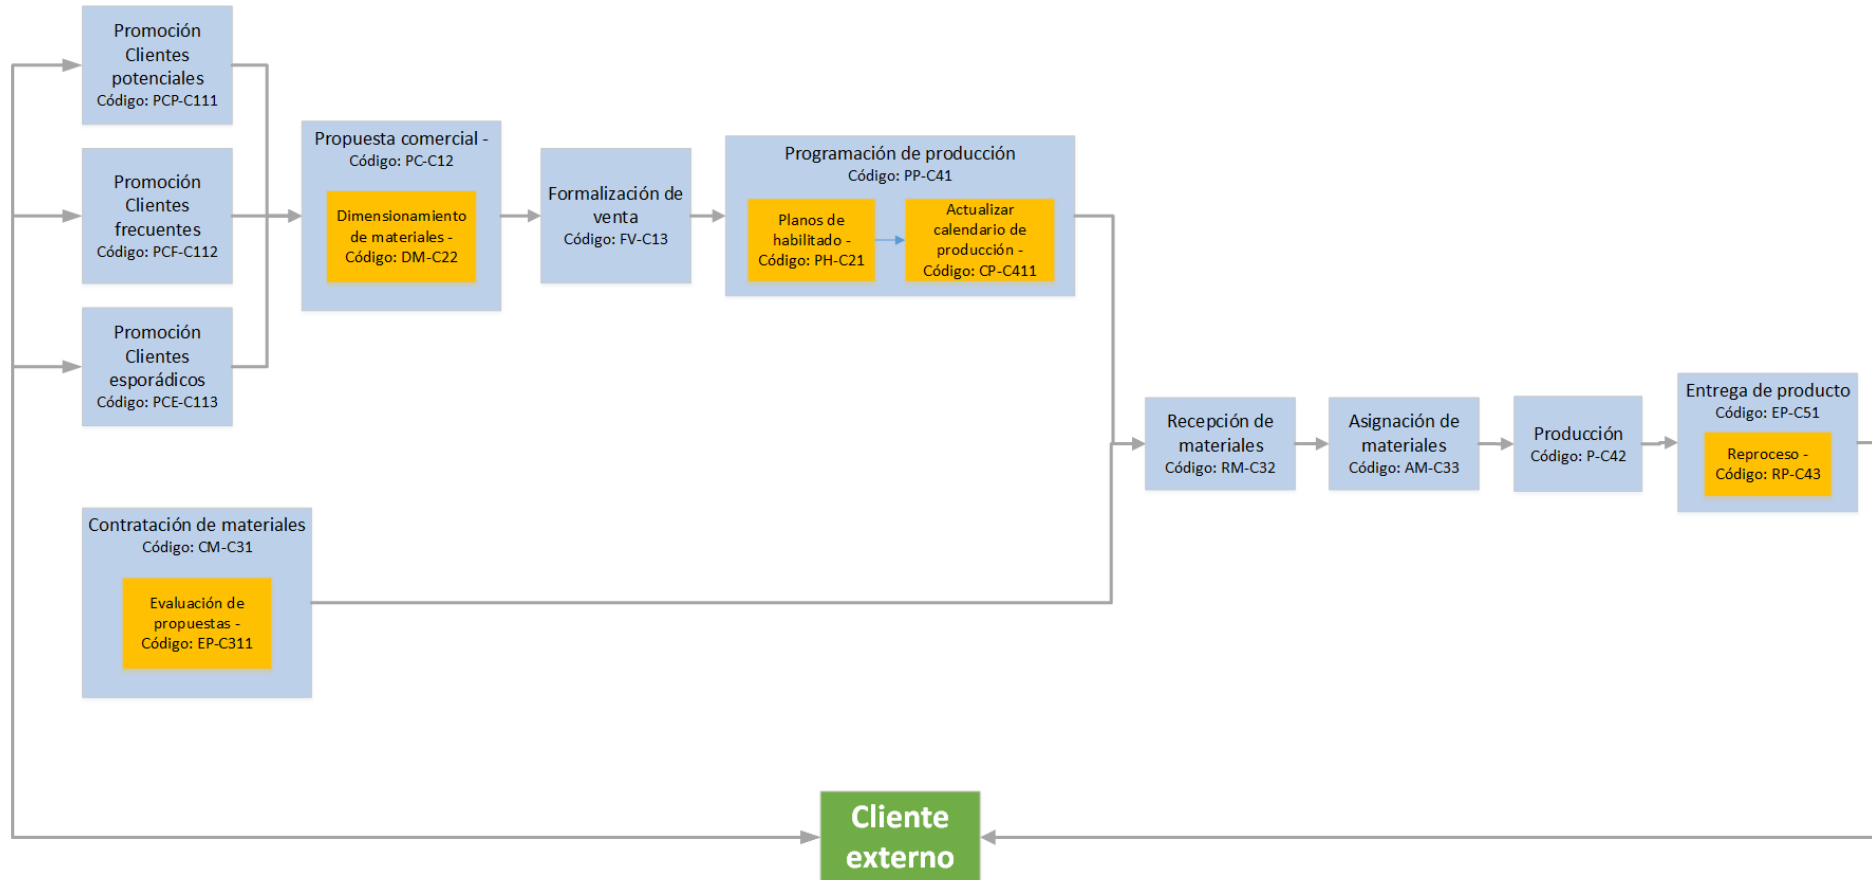 Promoción
Clientes
potenciales
Código: PCP-C111
Promoción
Clientes
frecuentes
Código: PCF-C112
Promoción
Clientes
esporádicos
Código: PCE-C113
Propuesta comercial -
Código: PC-C12
Dimensionamiento
de materiales -
Código: DM-C22
Formalización de
venta
Código: FV-C13
Programación de producción
Código: PP-C41
Planos de
habilitado -
Código: PH-C21
Actualizar
calendario de
producción -
Código: CP-C411
Contratación de materiales
Código: CM-C31
Evaluación de
propuestas -
Código: EP-C311
Recepción de
materiales
Código: RM-C32
Asignación de
materiales
Código: AM-C33
Producción
Código: P-C42
Entrega de producto
Código: EP-C51
Reproceso -
Código: RP-C43
Cliente
externo